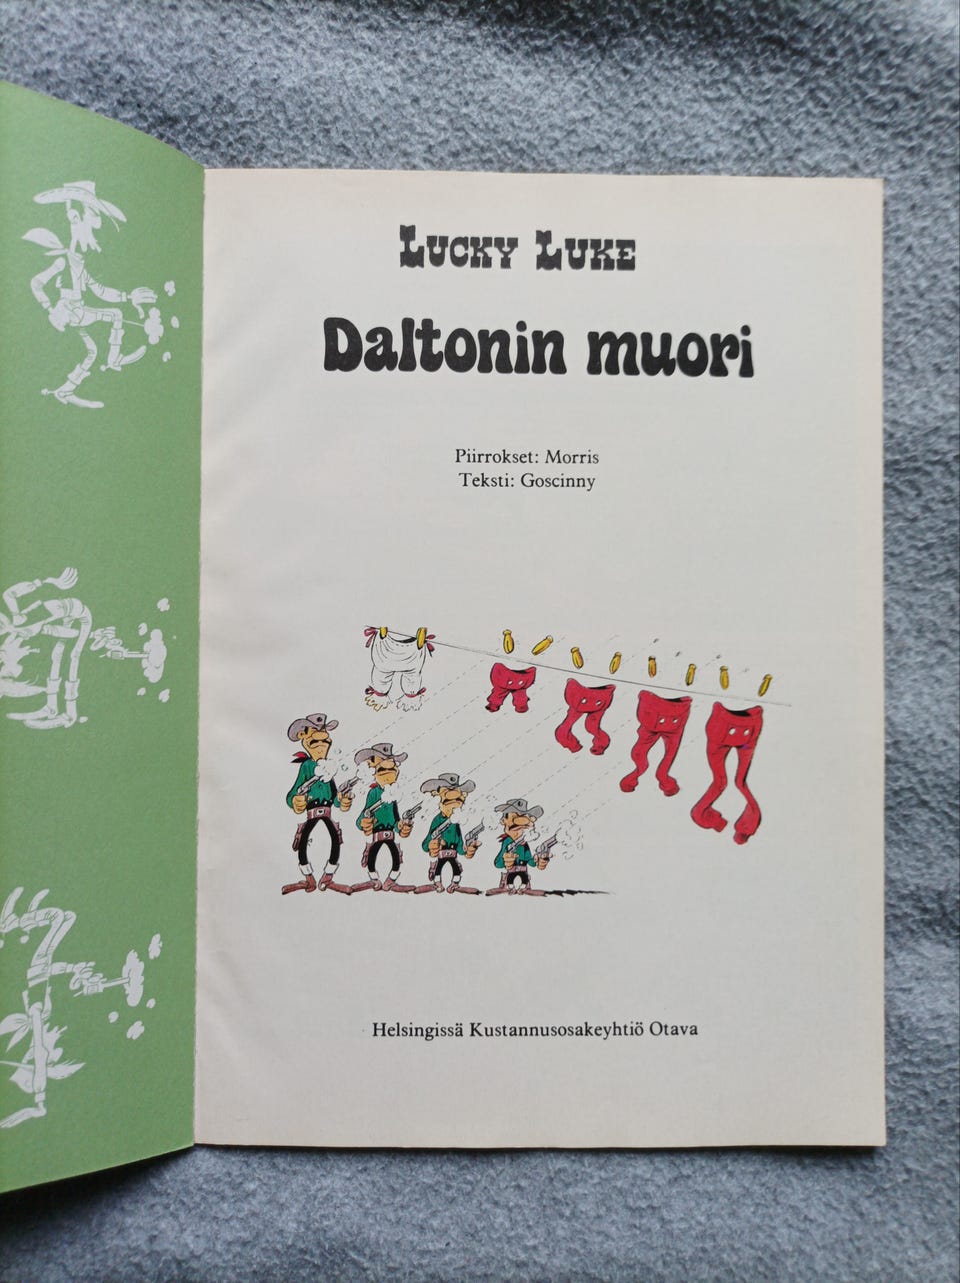 Lucky Luke
Daltonin muori
Piirrokset: Morris
Teksti: Goscinny
Helsingissä Kustannusosakeyhtiö Otava